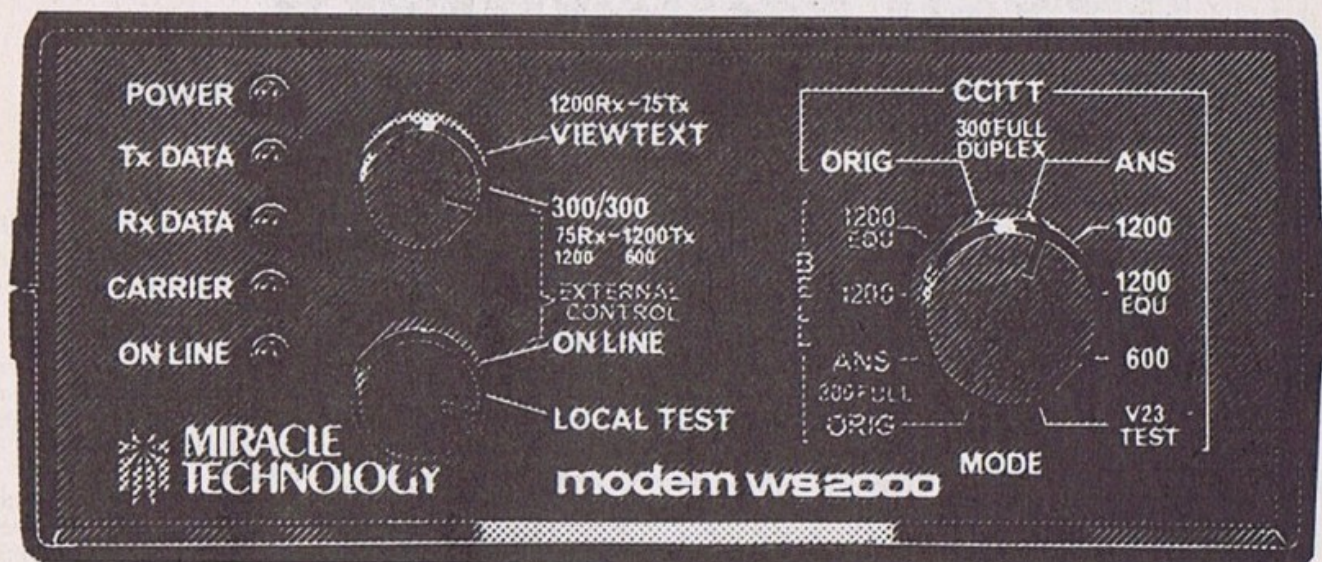 POWER
Tx DATA
Rx DATA
CARRIER
ON LINE
1200Rx-75Tx
VIEWTEXT
300/300
75Rx-1200Tx
1200 600
EXTERNAL
CONTROL
ON LINE
LOCAL TEST
MIRACLE
TECHNOLOGY
modem WS2000
CCITT
300 FULL
DUPLEX
ORIG
ANS
1200
EQU
1200
ANS
300 FULL
ORIG
BELL
1200
1200
EQU
600
V23
TEST
MODE